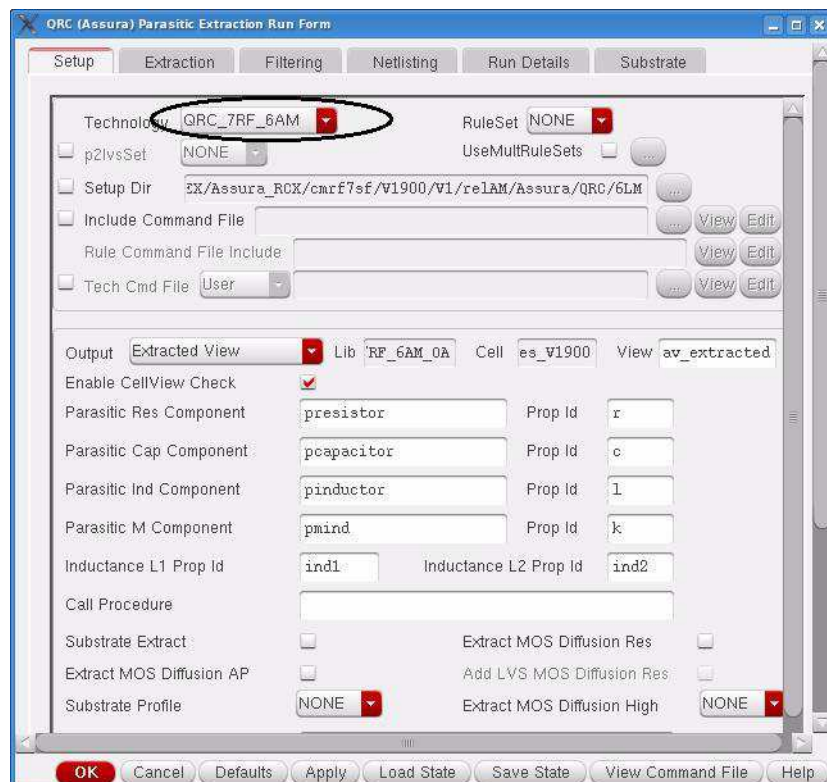 QRC (Assura) Parasitic Extraction Run Form
Setup Extraction Filtering Netlisting Run Details Substrate
Technology QRC_7RF_6AM RuleSet NONE
p2lvsSet NONE UseMultRuleSets ...
Setup Dir EX/Assura_RCX/cmrf7sf/V1900/V1/relAM/Assura/QRC/6LM ...
Include Command File ... View Edit
Rule Command File Include View Edit
Tech Cmd File User ... View Edit
Output Extracted View Lib RF_6AM_0A Cell es_V1900 View av_extracted
Enable CellView Check
Parasitic Res Component presistor Prop Id r
Parasitic Cap Component pcapacitor Prop Id c
Parasitic Ind Component pinductor Prop Id l
Parasitic M Component pmind Prop Id k
Inductance L1 Prop Id ind1 Inductance L2 Prop Id ind2
Call Procedure
Substrate Extract Extract MOS Diffusion Res
Extract MOS Diffusion AP Add LVS MOS Diffusion Res
Substrate Profile NONE Extract MOS Diffusion High NONE
OK Cancel Defaults Apply Load State Save State View Command File Help